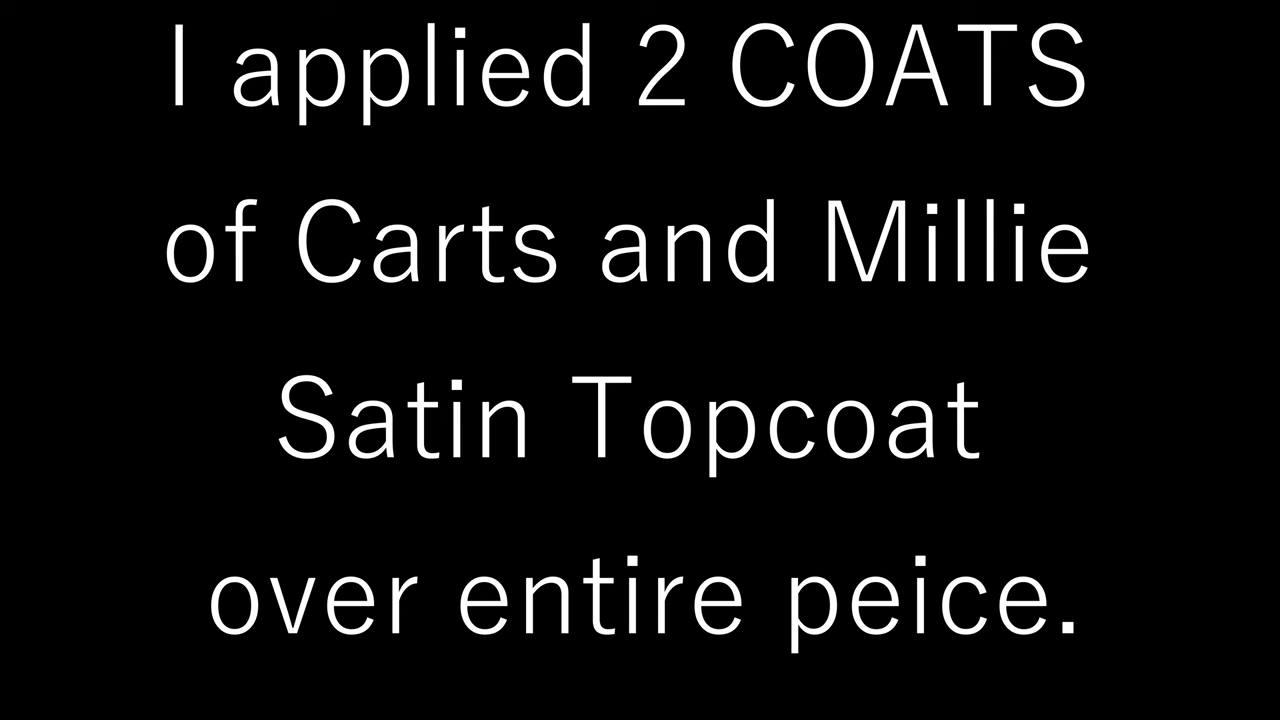 I applied 2 COATS
of Carts and Millie
Satin Topcoat
over entire peice.